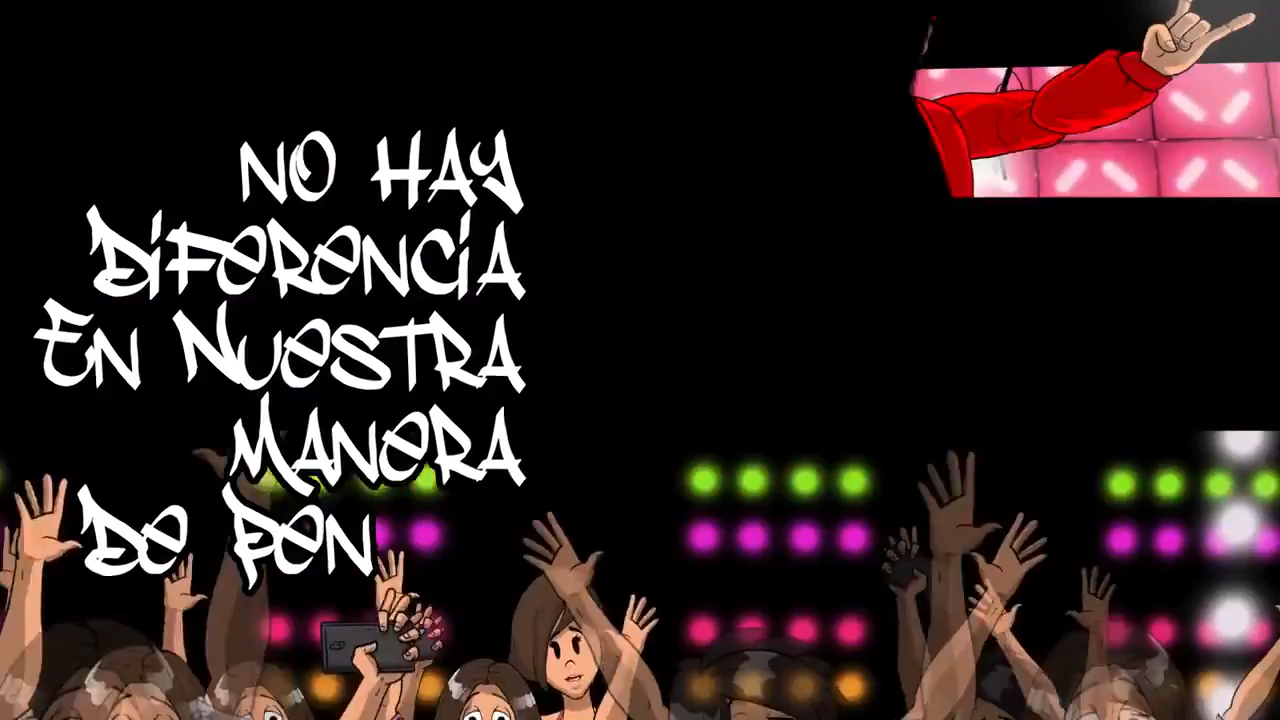 NO HAY
DiFeRENCiA
EN NueSTRA
MANeRA
De PeN